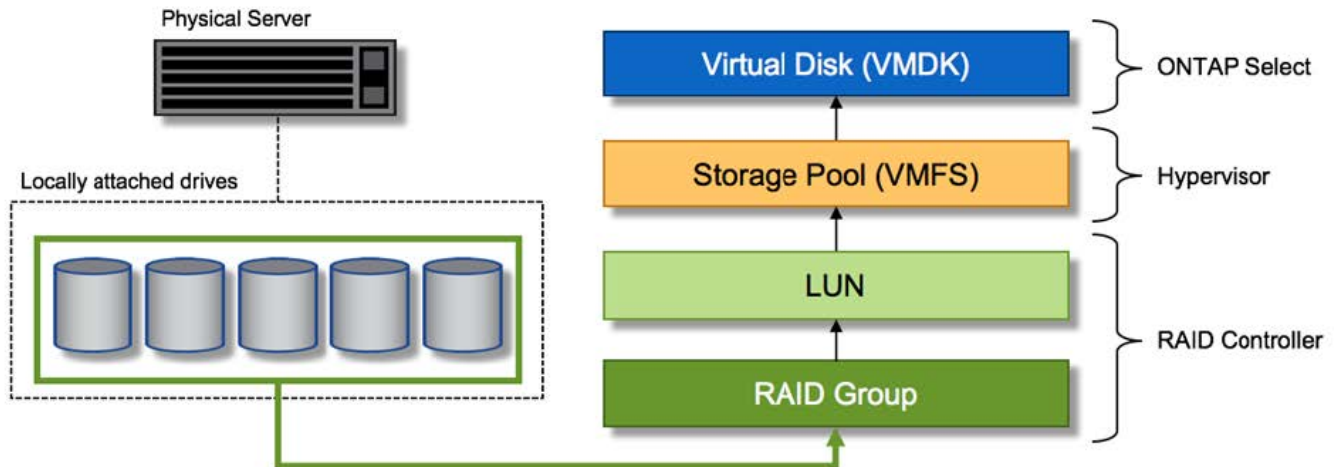 Physical Server
Locally attached drives
Virtual Disk (VMDK)
ONTAP Select
Storage Pool (VMFS)
Hypervisor
LUN
RAID Controller
RAID Group